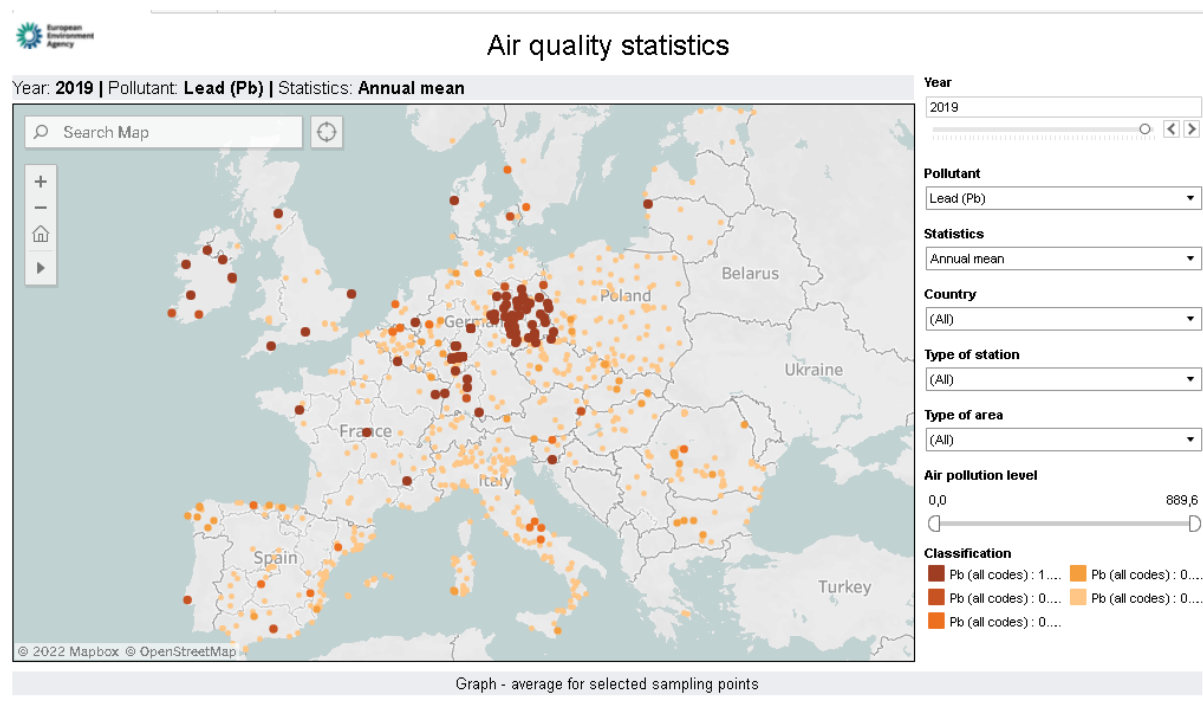 European
Environment
Agency
Air quality statistics
Year: 2019 | Pollutant: Lead (Pb) | Statistics: Annual mean
Search Map
Belarus
Poland
Germany
Ukraine
France
Italy
Spain
Turkey
© 2022 Mapbox © OpenStreetMap
Year
2019
Pollutant
Lead (Pb)
Statistics
Annual mean
Country
(All)
Type of station
(All)
Type of area
(All)
Air pollution level
0,0 889,6
Classification
Pb (all codes) : 1.... Pb (all codes) : 0....
Pb (all codes) : 0.... Pb (all codes) : 0....
Pb (all codes) : 0....
Graph - average for selected sampling points